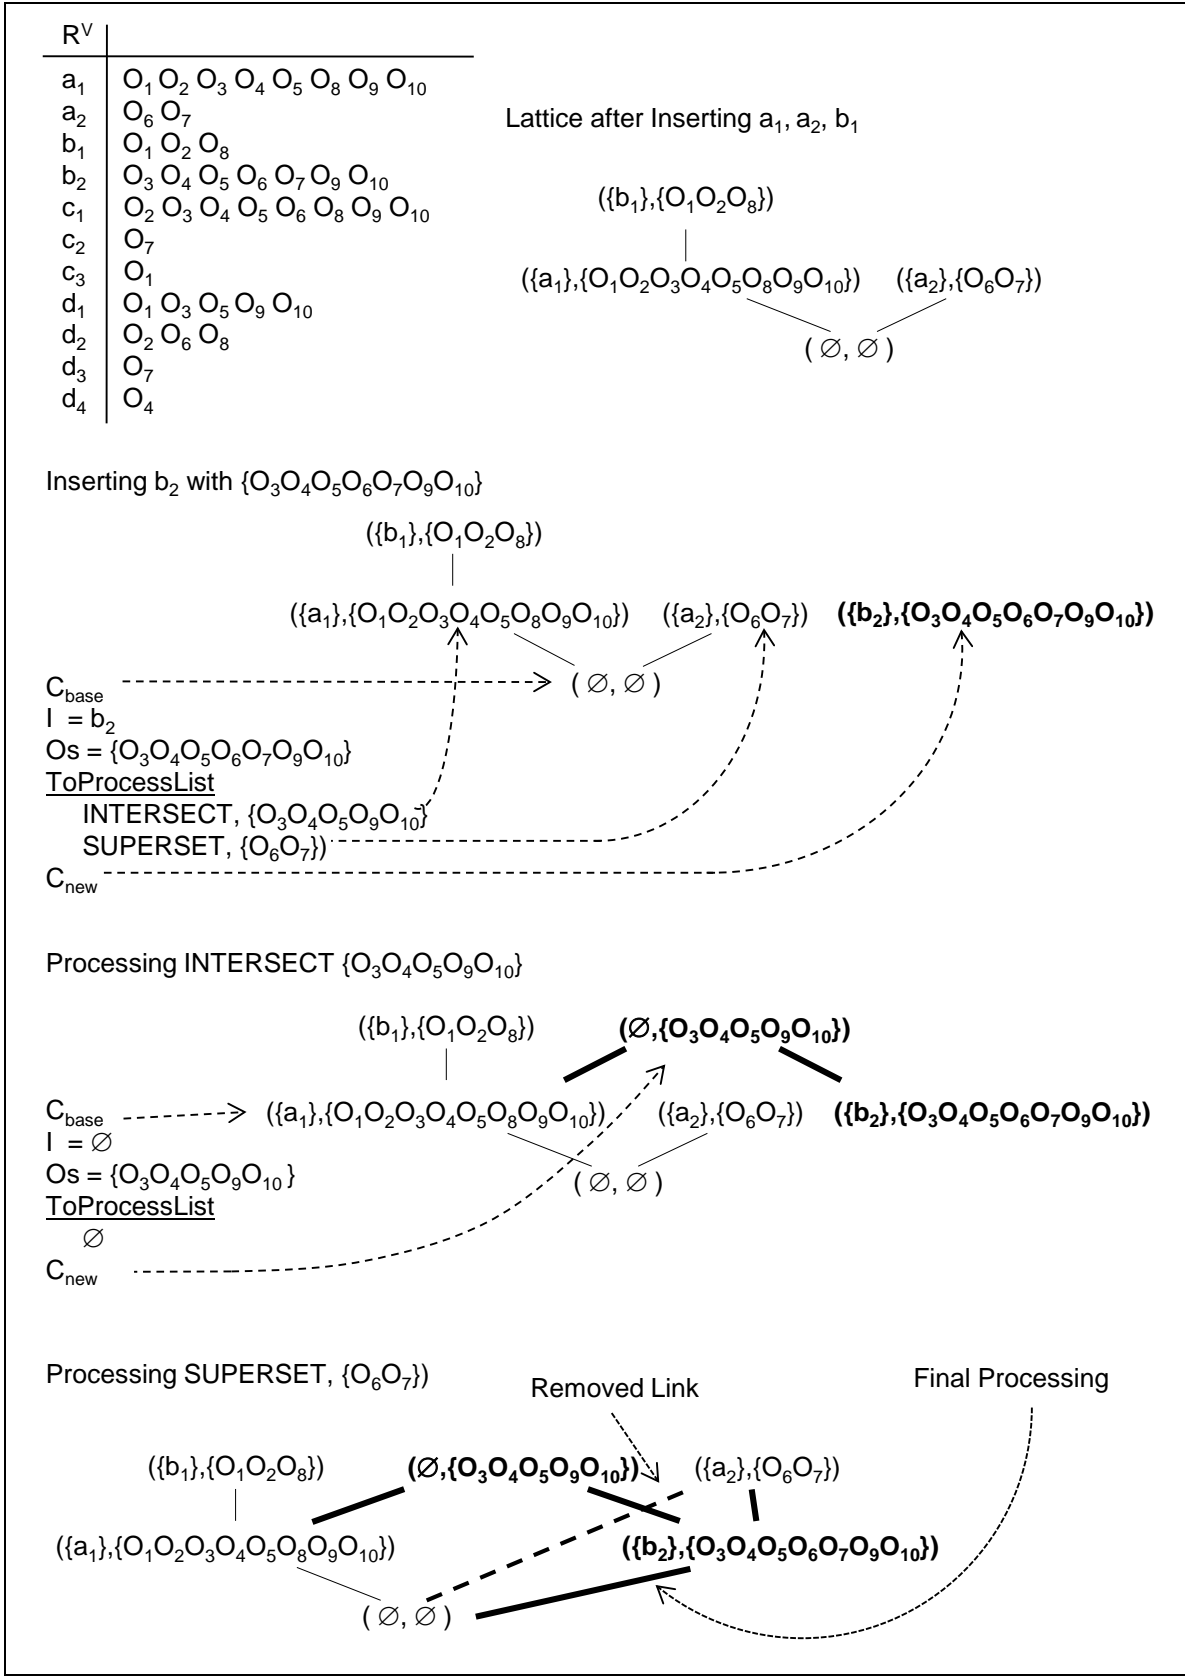 Rⱽ
a₁ O₁ O₂ O₃ O₄ O₅ O₈ O₉ O₁₀
a₂ O₆ O₇
b₁ O₁ O₂ O₈
b₂ O₃ O₄ O₅ O₆ O₇ O₉ O₁₀
c₁ O₂ O₃ O₄ O₅ O₆ O₈ O₉ O₁₀
c₂ O₇
c₃ O₁
d₁ O₁ O₃ O₅ O₉ O₁₀
d₂ O₂ O₆ O₈
d₃ O₇
d₄ O₄
Lattice after Inserting a₁, a₂, b₁
({b₁},{O₁O₂O₈})
({a₁},{O₁O₂O₃O₄O₅O₈O₉O₁₀}) ({a₂},{O₆O₇})
( ∅, ∅ )
Inserting b₂ with {O₃O₄O₅O₆O₇O₉O₁₀}
({b₁},{O₁O₂O₈})
({a₁},{O₁O₂O₃O₄O₅O₈O₉O₁₀}) ({a₂},{O₆O₇}) ({b₂},{O₃O₄O₅O₆O₇O₉O₁₀})
C_base ( ∅, ∅ )
I = b₂
Os = {O₃O₄O₅O₆O₇O₉O₁₀}
ToProcessList
INTERSECT, {O₃O₄O₅O₉O₁₀}
SUPERSET, {O₆O₇})
C_new
Processing INTERSECT {O₃O₄O₅O₉O₁₀}
({b₁},{O₁O₂O₈}) (∅,{O₃O₄O₅O₉O₁₀})
C_base ({a₁},{O₁O₂O₃O₄O₅O₈O₉O₁₀}) ({a₂},{O₆O₇}) ({b₂},{O₃O₄O₅O₆O₇O₉O₁₀})
I = ∅
Os = {O₃O₄O₅O₉O₁₀ } ( ∅, ∅ )
ToProcessList
∅
C_new
Processing SUPERSET, {O₆O₇})
Removed Link
Final Processing
({b₁},{O₁O₂O₈}) (∅,{O₃O₄O₅O₉O₁₀}) ({a₂},{O₆O₇})
({a₁},{O₁O₂O₃O₄O₅O₈O₉O₁₀}) ({b₂},{O₃O₄O₅O₆O₇O₉O₁₀})
( ∅, ∅ )